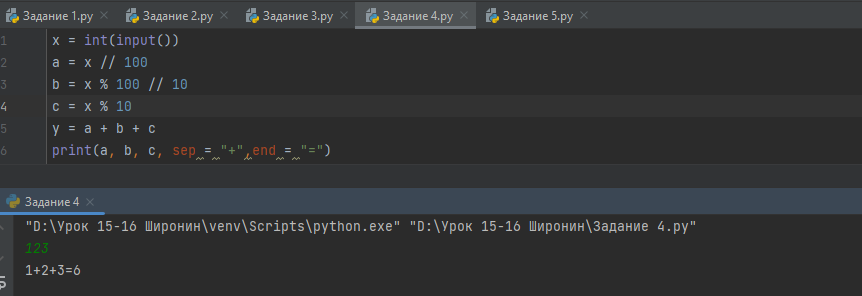 Задание 1.py × Задание 2.py × Задание 3.py × Задание 4.py × Задание 5.py ×
1 x = int(input())
2 a = x // 100
3 b = x % 100 // 10
4 c = x % 10
5 y = a + b + c
6 print(a, b, c, sep = "+",end = "=")
Задание 4 ×
"D:\Урок 15-16 Широнин\venv\Scripts\python.exe" "D:\Урок 15-16 Широнин\Задание 4.py"
123
1+2+3=6